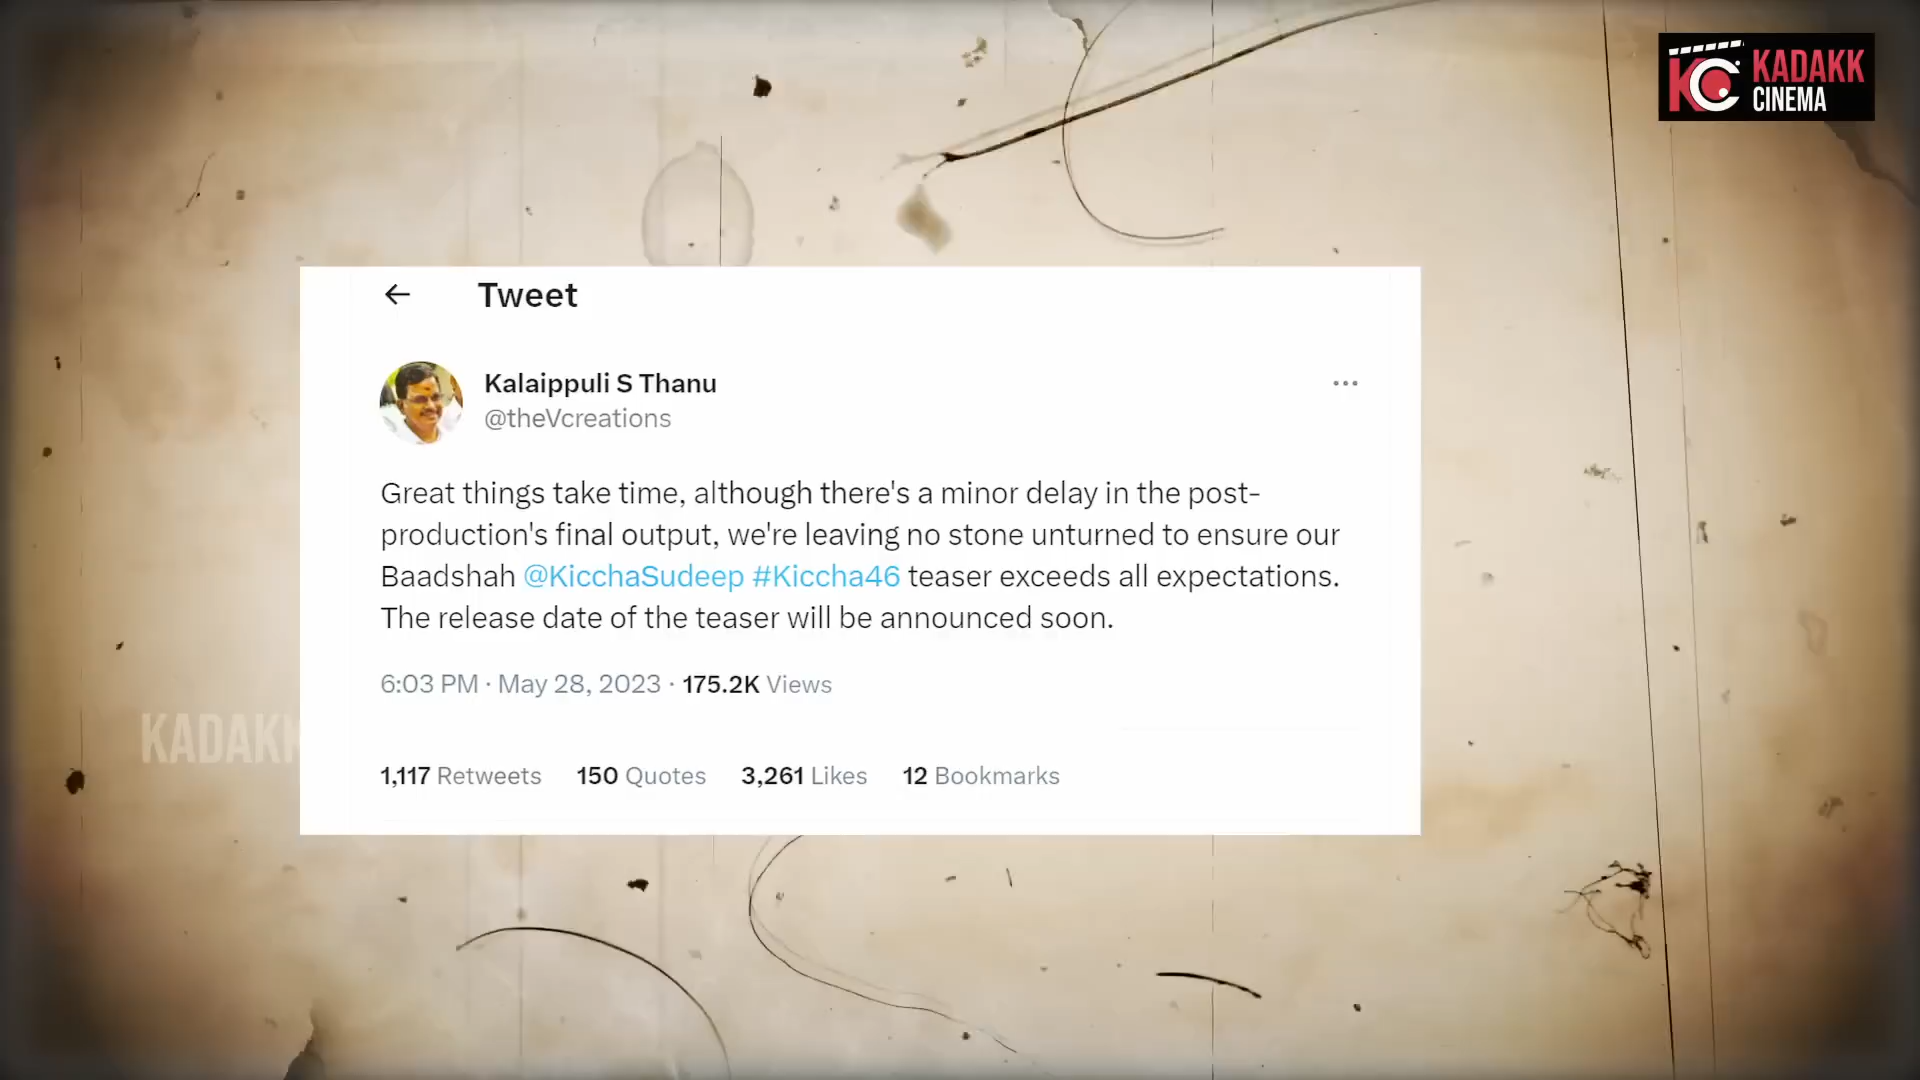 KADAKK
CINEMA
Tweet
Kalaippuli S Thanu
@theVcreations
Great things take time, although there's a minor delay in the post-
production's final output, we're leaving no stone unturned to ensure our
Baadshah @KicchaSudeep #Kiccha46 teaser exceeds all expectations.
The release date of the teaser will be announced soon.
6:03 PM · May 28, 2023 · 175.2K Views
KADAKK
1,117 Retweets 150 Quotes 3,261 Likes 12 Bookmarks